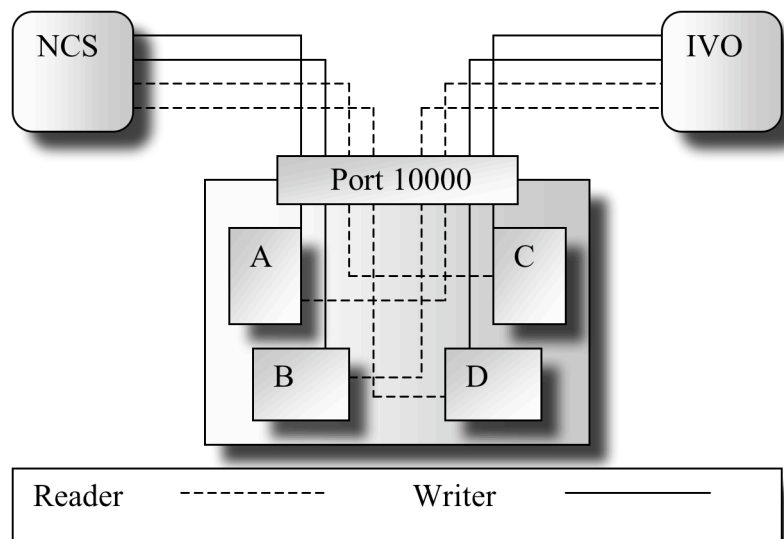 NCS
IVO
Port 10000
A
C
B
D
Reader
Writer